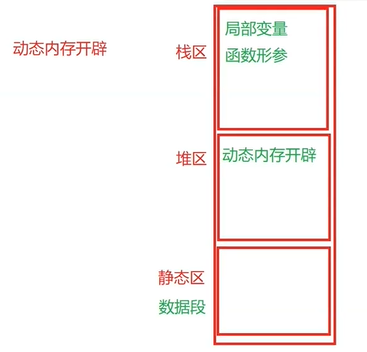 动态内存开辟
栈区
局部变量
函数形参
堆区
动态内存开辟
静态区
数据段